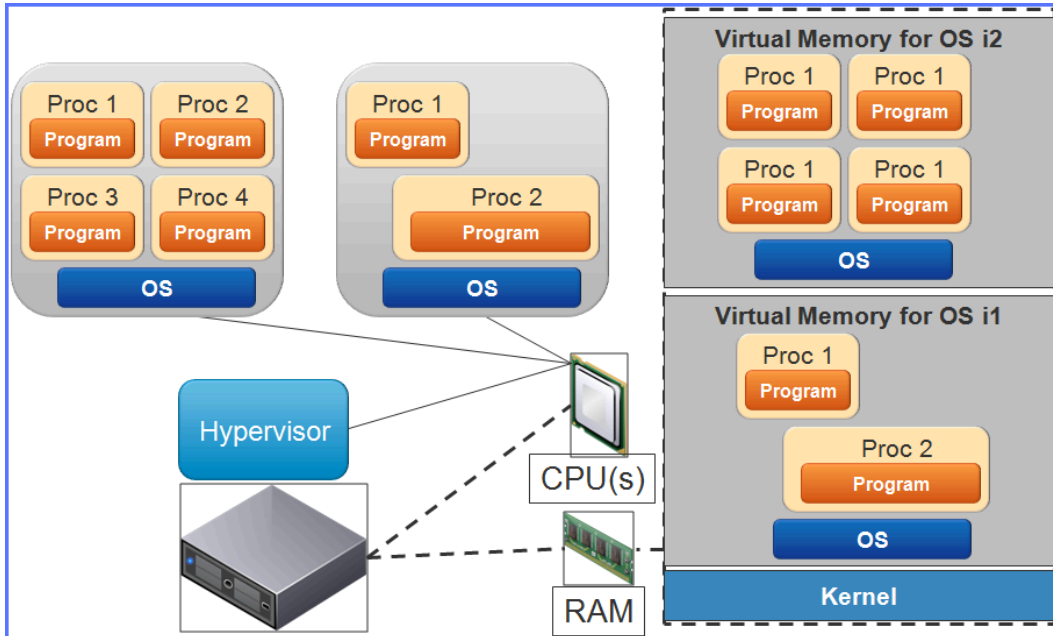 Proc 1
Program
Proc 2
Program
Proc 3
Program
Proc 4
Program
OS
Proc 1
Program
Proc 2
Program
OS
Hypervisor
CPU(s)
RAM
Virtual Memory for OS i2
Proc 1
Program
Proc 1
Program
Proc 1
Program
Proc 1
Program
OS
Virtual Memory for OS i1
Proc 1
Program
Proc 2
Program
OS
Kernel